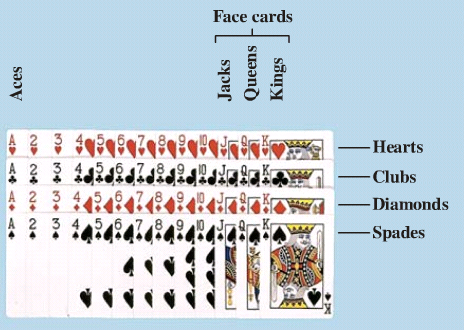 Face cards
Aces
Jacks
Queens
Kings
A 2 3 4 5 6 7 8 9 10 J Q K
Hearts
A 2 3 4 5 6 7 8 9 10 J Q K
Clubs
A 2 3 4 5 6 7 8 9 10 J Q K
Diamonds
A 2 3 4 5 6 7 8 9 10 J Q K
Spades
K